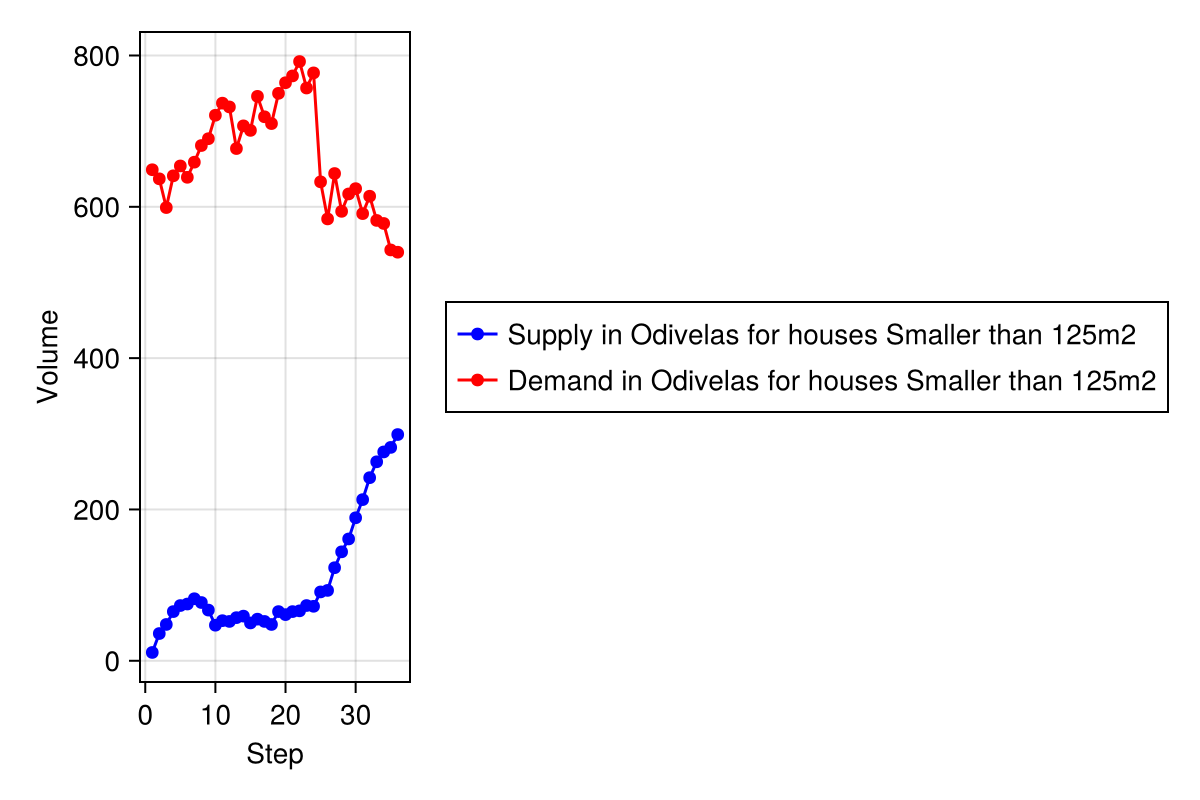 800
600
400
200
0
Volume
0 10 20 30
Step
Supply in Odivelas for houses Smaller than 125m2
Demand in Odivelas for houses Smaller than 125m2